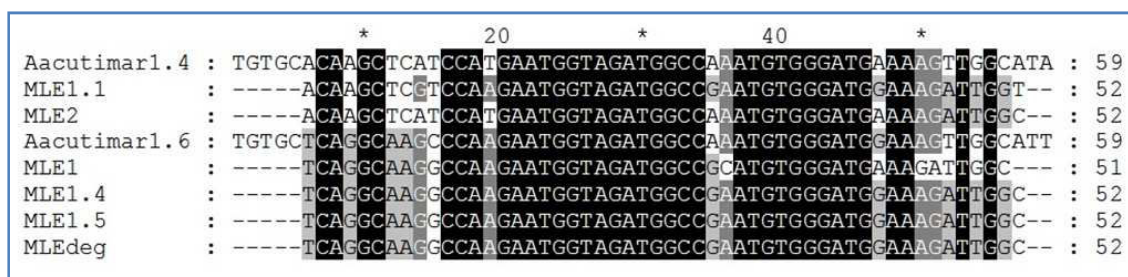 * 20 * 40 *
Aacutimar1.4 : TGTGCACAAGCTCATCCATGAATGGTAGATGGCCAAATGTGGGATGAAAAGTTGGCATA : 59
MLE1.1 : -----ACAAGCTCGTCCAAGAATGGTAGATGGCCGAATGTGGGATGGAAAGATTGGT-- : 52
MLE2 : -----ACAAGCTCATCCATGAATGGTAGATGGCCAAATGTGGGATGAAAAGATTGGC-- : 52
Aacutimar1.6 : TGTGCTCAGGCAAGCCCAAGAATGGTAGATGGCCAAATGTGGGATGGAAAGTTGGCATT : 59
MLE1 : -----TCAGGCAAGGCCAAGAATGGTAGATGGCCGCATGTGGGATGAAAGATTGGC--- : 51
MLE1.4 : -----TCAGGCAAGGCCAAGAATGGTAGATGGCCGAATGTGGGATGGAAAGATTGGC-- : 52
MLE1.5 : -----TCAGGCAAGGCCAAGAATGGTAGATGGCCGAATGTGGGATGGAAAGATTGGC-- : 52
MLEdeg : -----TCAGGCAAGGCCAAGAATGGTAGATGGCCGAATGTGGGATGGAAAGATTGGC-- : 52